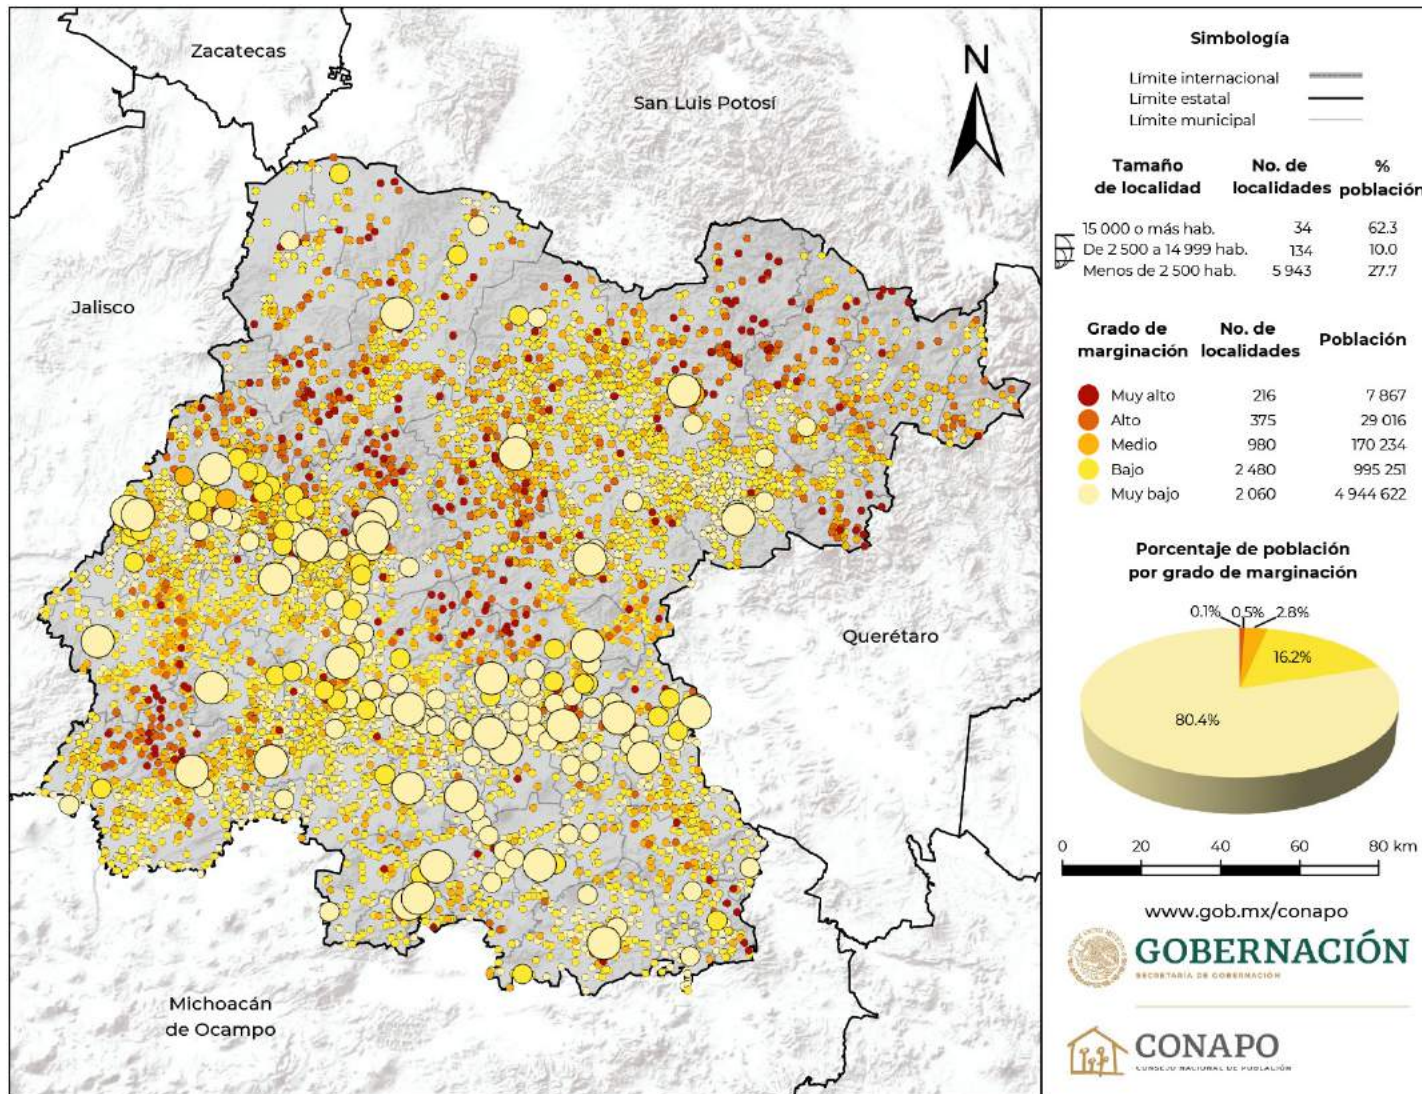 Zacatecas
San Luis Potosí
N
Jalisco
Querétaro
Michoacán
de Ocampo
Simbología
Límite internacional
Límite estatal
Límite municipal
Tamaño de localidad No. de localidades % población
15 000 o más hab. 34 62.3
De 2 500 a 14 999 hab. 134 10.0
Menos de 2 500 hab. 5 943 27.7
Grado de marginación No. de localidades Población
Muy alto 216 7 867
Alto 375 29 016
Medio 980 170 234
Bajo 2 480 995 251
Muy bajo 2 060 4 944 622
Porcentaje de población
por grado de marginación
0.1% 0.5% 2.8%
16.2%
80.4%
0 20 40 60 80 km
www.gob.mx/conapo
GOBERNACIÓN
SECRETARÍA DE GOBERNACIÓN
CONAPO
CONSEJO NACIONAL DE POBLACIÓN